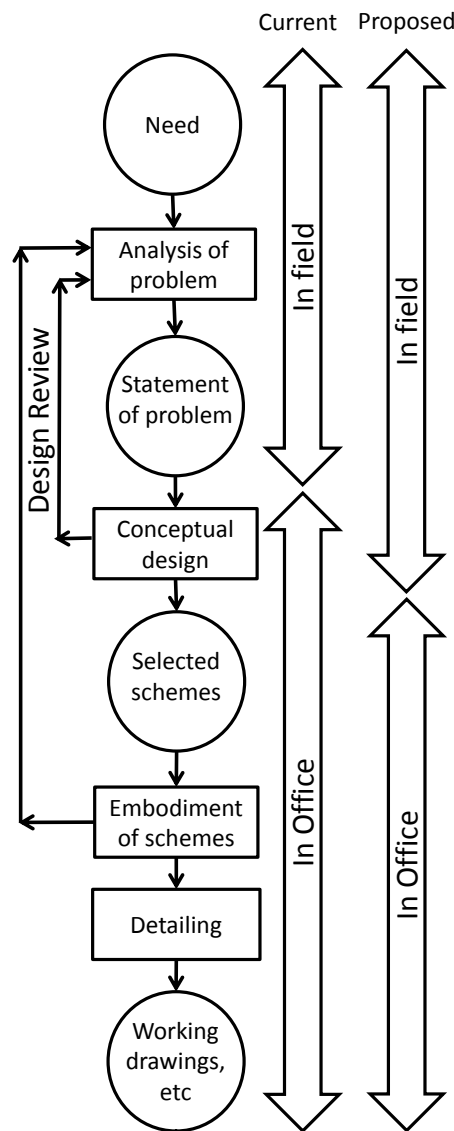 Current Proposed
Need
Analysis of
problem
Statement
of problem
Conceptual
design
Selected
schemes
Embodiment
of schemes
Detailing
Working
drawings,
etc
Design Review
In field
In Office
In field
In Office